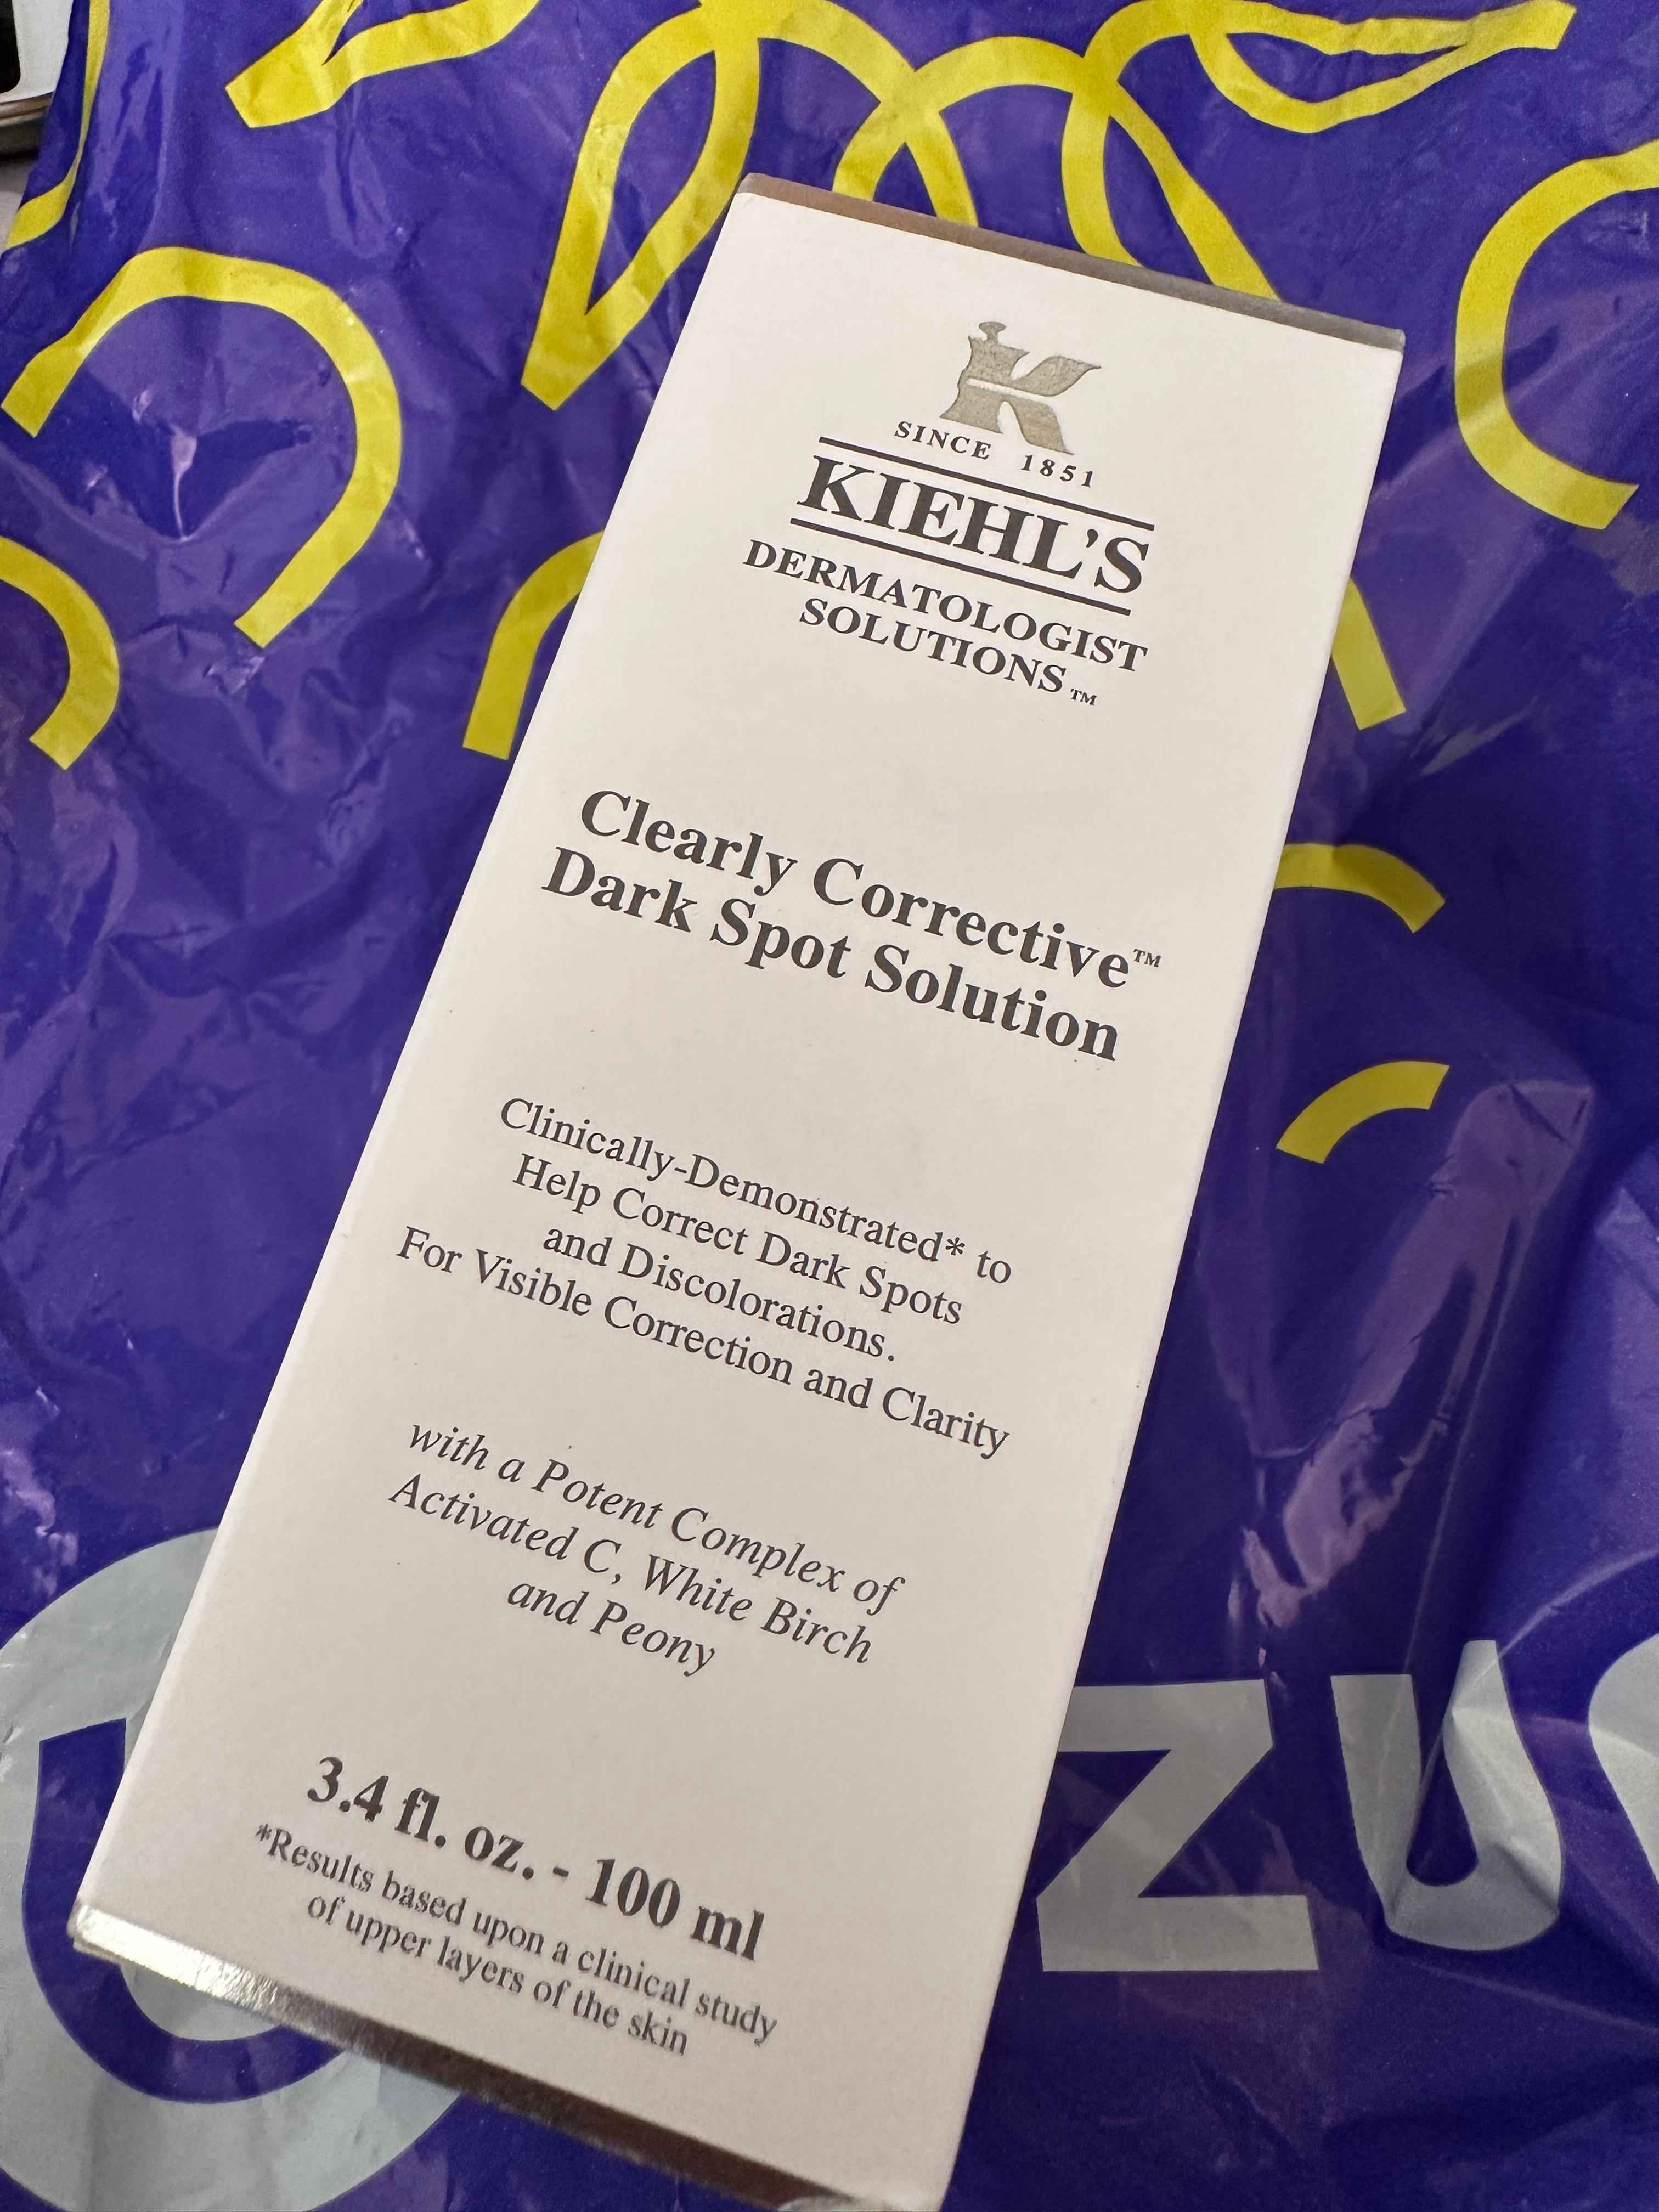 SINCE 1851
KIEHL'S
DERMATOLOGIST
SOLUTIONS™
Clearly Corrective™
Dark Spot Solution
Clinically-Demonstrated* to
Help Correct Dark Spots
and Discolorations.
For Visible Correction and Clarity
with a Potent Complex of
Activated C, White Birch
and Peony
3.4 fl. oz. - 100 ml
*Results based upon a clinical study
of upper layers of the skin
ZU